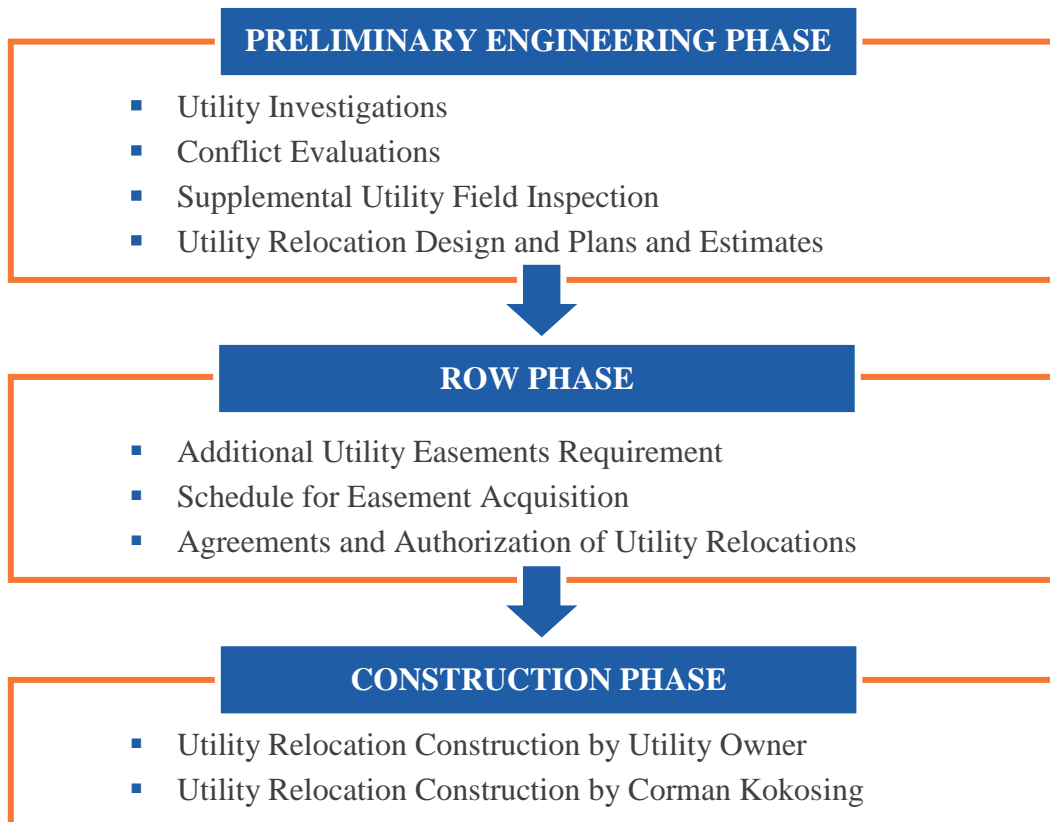 PRELIMINARY ENGINEERING PHASE
▪ Utility Investigations
▪ Conflict Evaluations
▪ Supplemental Utility Field Inspection
▪ Utility Relocation Design and Plans and Estimates
ROW PHASE
▪ Additional Utility Easements Requirement
▪ Schedule for Easement Acquisition
▪ Agreements and Authorization of Utility Relocations
CONSTRUCTION PHASE
▪ Utility Relocation Construction by Utility Owner
▪ Utility Relocation Construction by Corman Kokosing